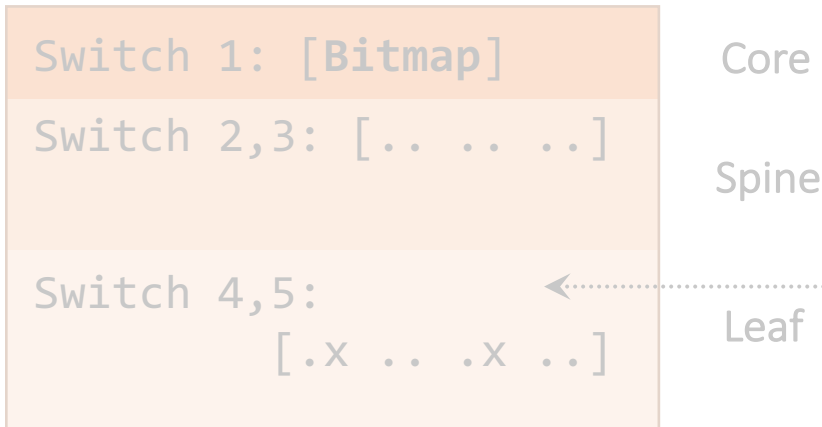 Switch 1: [Bitmap] Core
Switch 2,3: [.. .. ..]
Spine
Switch 4,5:
Leaf
[.x .. .x ..]